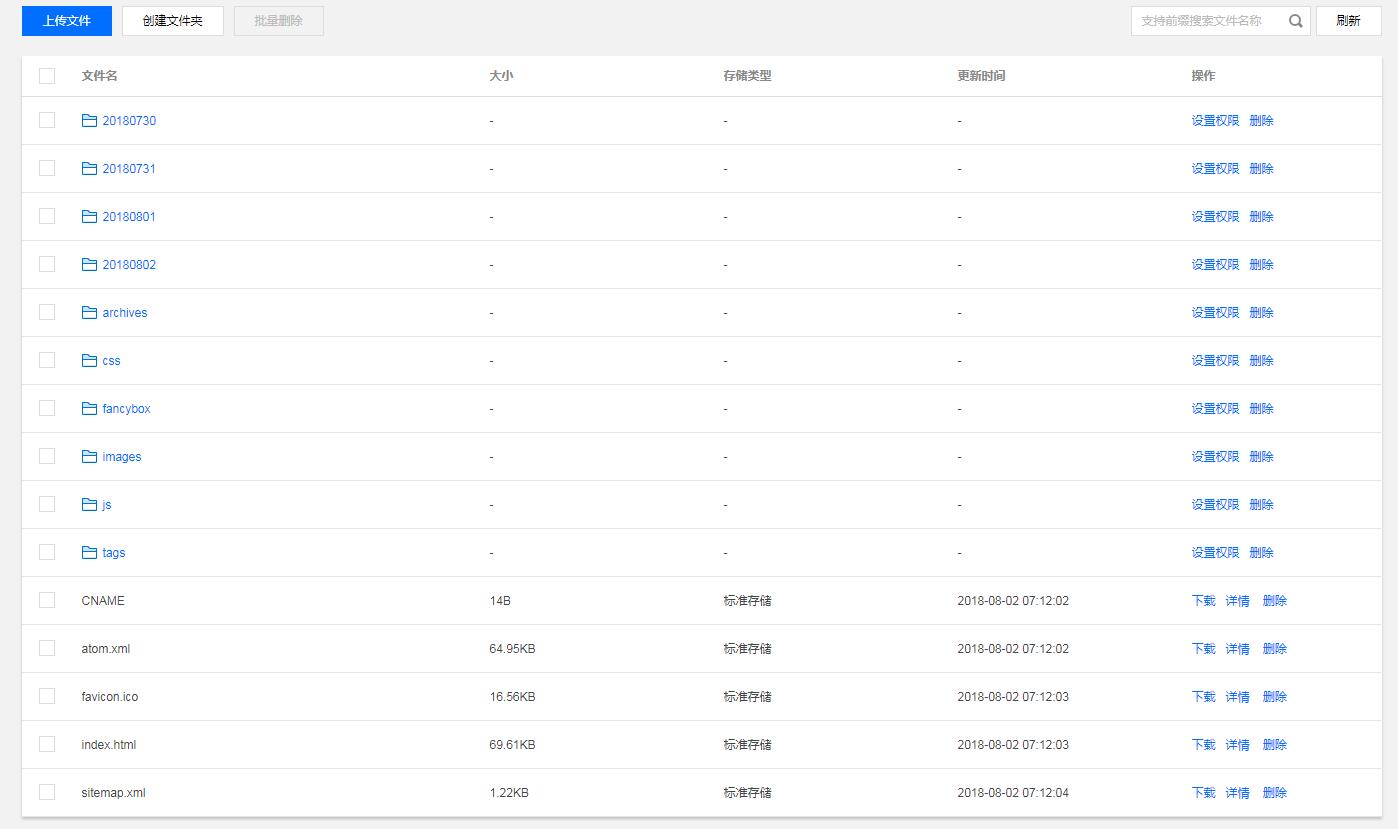 上传文件 创建文件夹 批量删除 支持前缀搜索文件名称 刷新
文件名 大小 存储类型 更新时间 操作
20180730 - - - 设置权限 删除
20180731 - - - 设置权限 删除
20180801 - - - 设置权限 删除
20180802 - - - 设置权限 删除
archives - - - 设置权限 删除
css - - - 设置权限 删除
fancybox - - - 设置权限 删除
images - - - 设置权限 删除
js - - - 设置权限 删除
tags - - - 设置权限 删除
CNAME 14B 标准存储 2018-08-02 07:12:02 下载 详情 删除
atom.xml 64.95KB 标准存储 2018-08-02 07:12:02 下载 详情 删除
favicon.ico 16.56KB 标准存储 2018-08-02 07:12:03 下载 详情 删除
index.html 69.61KB 标准存储 2018-08-02 07:12:03 下载 详情 删除
sitemap.xml 1.22KB 标准存储 2018-08-02 07:12:04 下载 详情 删除